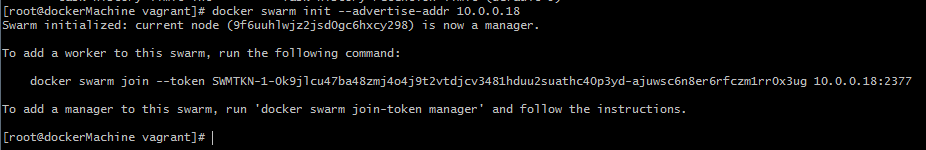 [root@dockerMachine vagrant]# docker swarm init --advertise-addr 10.0.0.18
Swarm initialized: current node (9f6uuhlwjz2jsd0gc6hxcy298) is now a manager.
To add a worker to this swarm, run the following command:
docker swarm join --token SWMTKN-1-0k9jlcu47ba48zmj4o4j9t2vtdjcv3481hduu2suathc40p3yd-ajuwsc6n8er6rfczm1rr0x3ug 10.0.0.18:2377
To add a manager to this swarm, run 'docker swarm join-token manager' and follow the instructions.
[root@dockerMachine vagrant]#